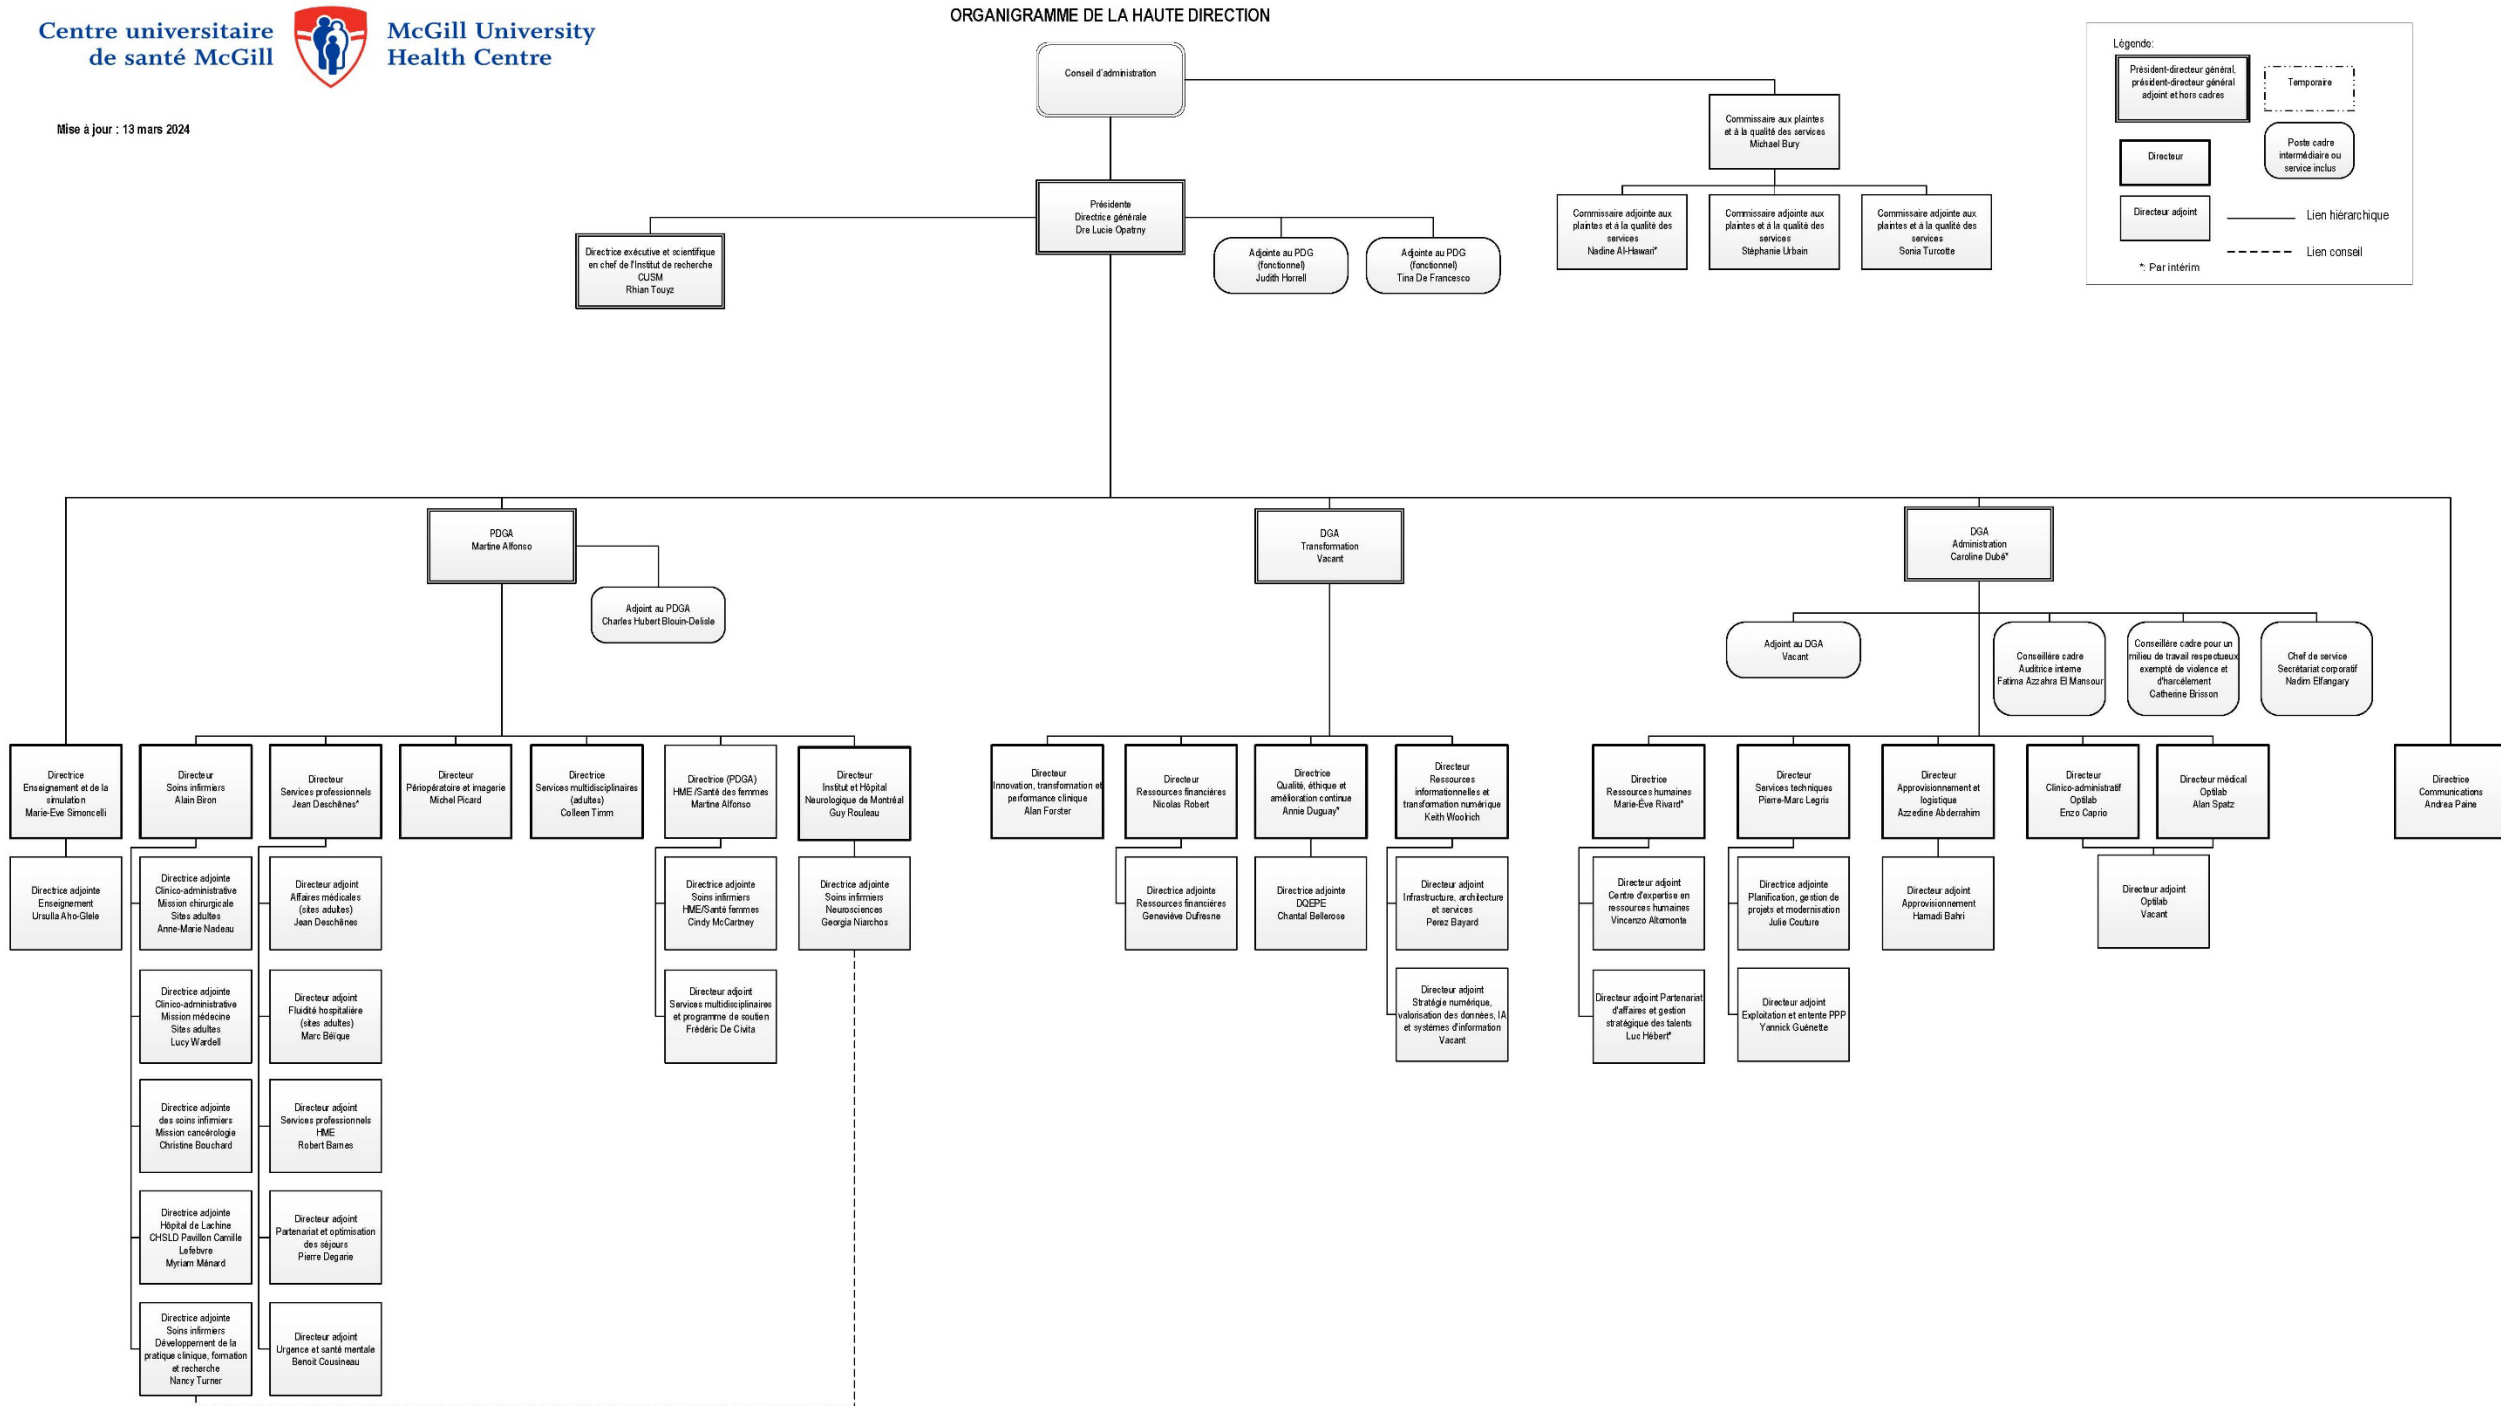 Centre universitaire
de santé McGill
McGill University
Health Centre
ORGANIGRAMME DE LA HAUTE DIRECTION
Mise à jour : 13 mars 2024
Légende:
Président-directeur général,
président-directeur général
adjoint et hors cadres
Temporaire
Directeur
Poste cadre
intermédiaire ou
service inclus
Directeur adjoint
Lien hiérarchique
Lien conseil
*: Par intérim
Conseil d'administration
Commissaire aux plaintes
et à la qualité des services
Michael Bury
Commissaire adjointe aux
plaintes et à la qualité des
services
Nadine Al-Hawari*
Commissaire adjointe aux
plaintes et à la qualité des
services
Stéphanie Urbain
Commissaire adjointe aux
plaintes et à la qualité des
services
Sonia Turcotte
Présidente
Directrice générale
Dre Lucie Opatrny
Directrice exécutive et scientifique
en chef de l'Institut de recherche
CUSM
Rhian Touyz
Adjointe au PDG
(fonctionnel)
Judith Horrell
Adjointe au PDG
(fonctionnel)
Tina De Francesco
PDGA
Martine Alfonso
Adjoint au PDGA
Charles Hubert Blouin-Delisle
DGA
Transformation
Vacant
DGA
Administration
Caroline Dubé*
Adjoint au DGA
Vacant
Conseillère cadre
Auditrice interne
Fatima Azzahra El Mansour
Conseillère cadre pour un
milieu de travail respectueux
exempté de violence et
d'harcèlement
Catherine Brisson
Chef de service
Secrétariat corporatif
Nadim Elfangary
Directrice
Enseignement et de la
simulation
Marie-Eve Simoncelli
Directeur
Soins infirmiers
Alain Biron
Directeur
Services professionnels
Jean Deschênes*
Directeur
Périopératoire et imagerie
Michel Picard
Directrice
Services multidisciplinaires
(adultes)
Colleen Timm
Directrice (PDGA)
HME /Santé des femmes
Martine Alfonso
Directeur
Institut et Hôpital
Neurologique de Montréal
Guy Rouleau
Directeur
Innovation, transformation et
performance clinique
Alan Forster
Directeur
Ressources financières
Nicolas Robert
Directrice
Qualité, éthique et
amélioration continue
Annie Duguay*
Directeur
Ressources
informationnelles et
transformation numérique
Keith Woolrich
Directrice
Ressources humaines
Marie-Ève Rivard*
Directeur
Services techniques
Pierre-Marc Legris
Directeur
Approvisionnement et
logistique
Azzedine Abderrahim
Directeur
Clinico-administratif
Optilab
Enzo Caprio
Directeur médical
Optilab
Alan Spatz
Directrice
Communications
Andrea Paine
Directrice adjointe
Enseignement
Ursulla Aho-Glele
Directrice adjointe
Clinico-administrative
Mission chirurgicale
Sites adultes
Anne-Marie Nadeau
Directeur adjoint
Affaires médicales
(sites adultes)
Jean Deschênes
Directrice adjointe
Soins infirmiers
HME/Santé femmes
Cindy McCartney
Directrice adjointe
Soins infirmiers
Neurosciences
Georgia Niarchos
Directrice adjointe
Ressources financières
Geneviève Dufresne
Directrice adjointe
DQEPE
Chantal Bellerose
Directeur adjoint
Infrastructure, architecture
et services
Perez Bayard
Directeur adjoint
Centre d'expertise en
ressources humaines
Vincenzo Altomonte
Directrice adjointe
Planification, gestion de
projets et modernisation
Julie Couture
Directeur adjoint
Approvisionnement
Hamadi Bahri
Directeur adjoint
Optilab
Vacant
Directrice adjointe
Clinico-administrative
Mission médecine
Sites adultes
Lucy Wardell
Directeur adjoint
Fluidité hospitalière
(sites adultes)
Marc Béïque
Directeur adjoint
Services multidisciplinaires
et programme de soutien
Frédéric De Civita
Directeur adjoint
Stratégie numérique,
valorisation des données, IA
et systèmes d'information
Vacant
Directeur adjoint Partenariat
d'affaires et gestion
stratégique des talents
Luc Hébert*
Directeur adjoint
Exploitation et entente PPP
Yannick Guénette
Directrice adjointe
des soins infirmiers
Mission cancérologie
Christine Bouchard
Directeur adjoint
Services professionnels
HME
Robert Barnes
Directrice adjointe
Hôpital de Lachine
CHSLD Pavillon Camille
Lefebvre
Myriam Ménard
Directeur adjoint
Partenariat et optimisation
des séjours
Pierre Degarie
Directrice adjointe
Soins infirmiers
Développement de la
pratique clinique, formation
et recherche
Nancy Turner
Directeur adjoint
Urgence et santé mentale
Benoit Cousineau